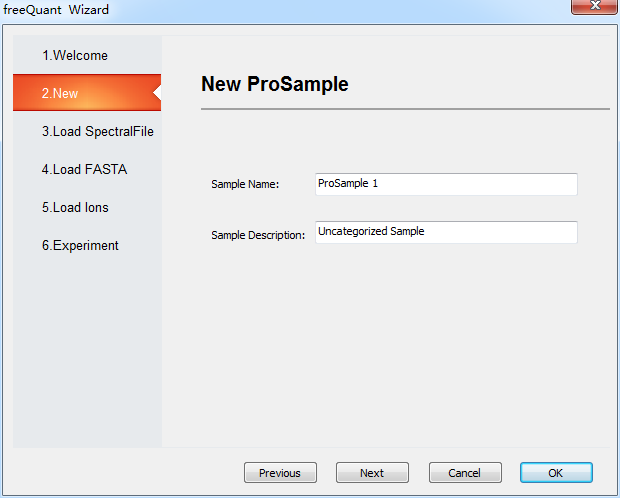 freeQuant Wizard
1.Welcome
2.New
3.Load SpectralFile
4.Load FASTA
5.Load Ions
6.Experiment
New ProSample
Sample Name: ProSample 1
Sample Description: Uncategorized Sample
Previous Next Cancel OK